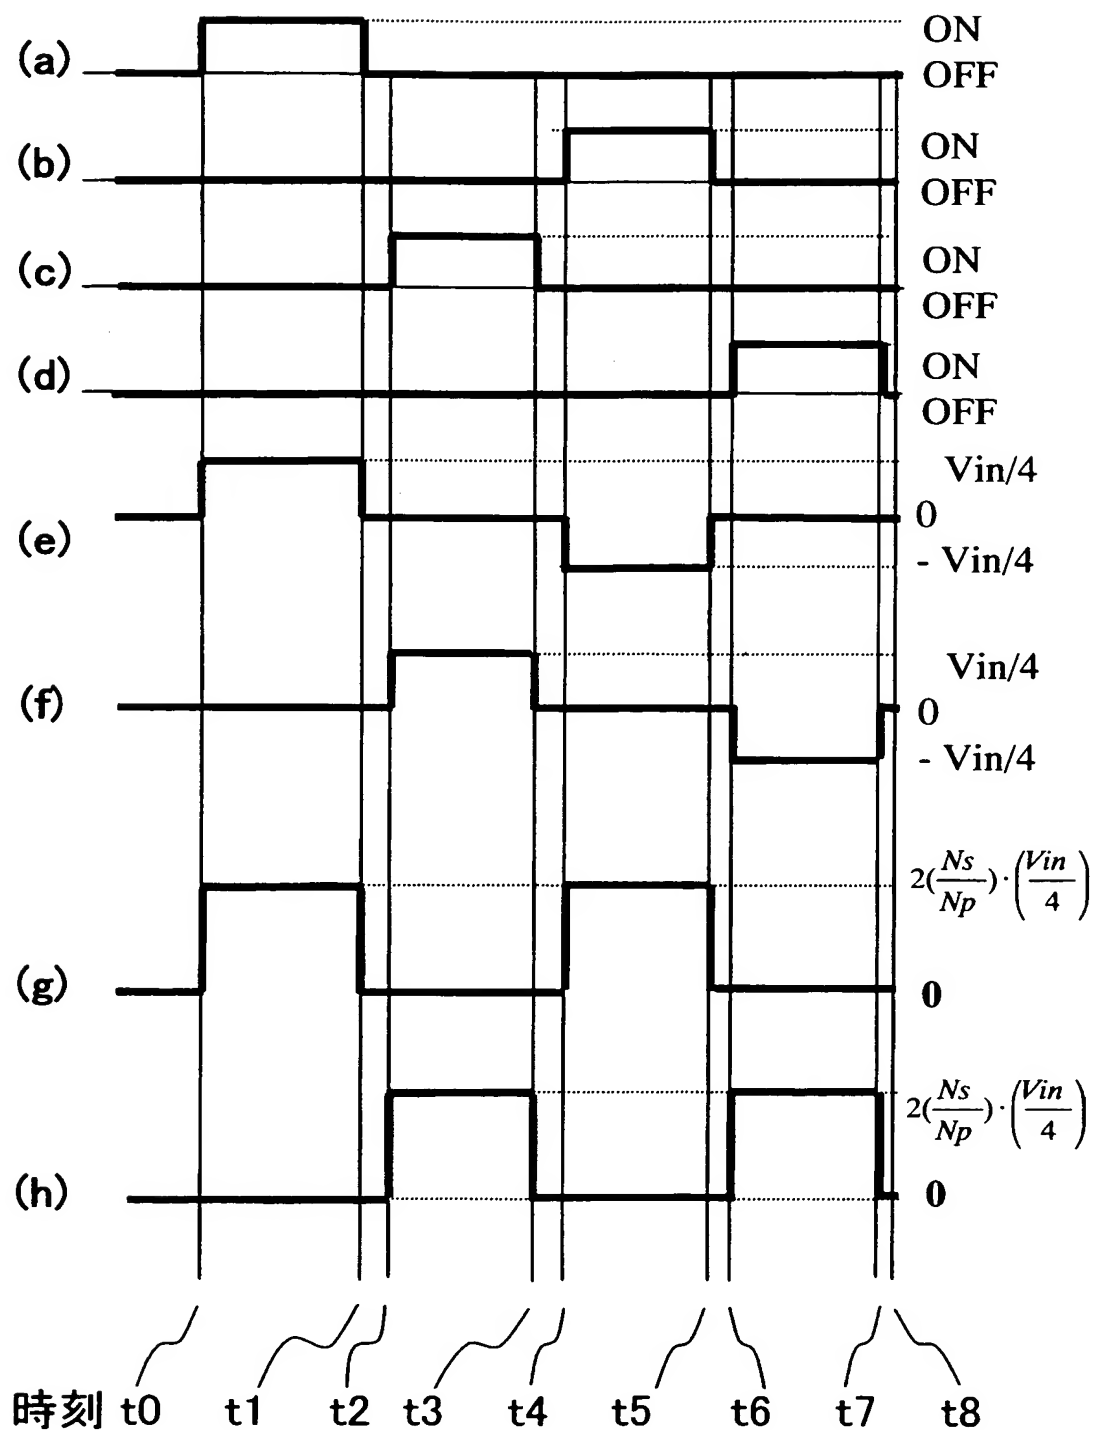 (a) ON
OFF
(b) ON
OFF
(c) ON
OFF
(d) ON
OFF
Vin/4
(e) 0
- Vin/4
Vin/4
(f) 0
- Vin/4
2(Ns/Np)·(Vin/4)
(g) 0
2(Ns/Np)·(Vin/4)
(h) 0
時刻 t0 t1 t2 t3 t4 t5 t6 t7 t8